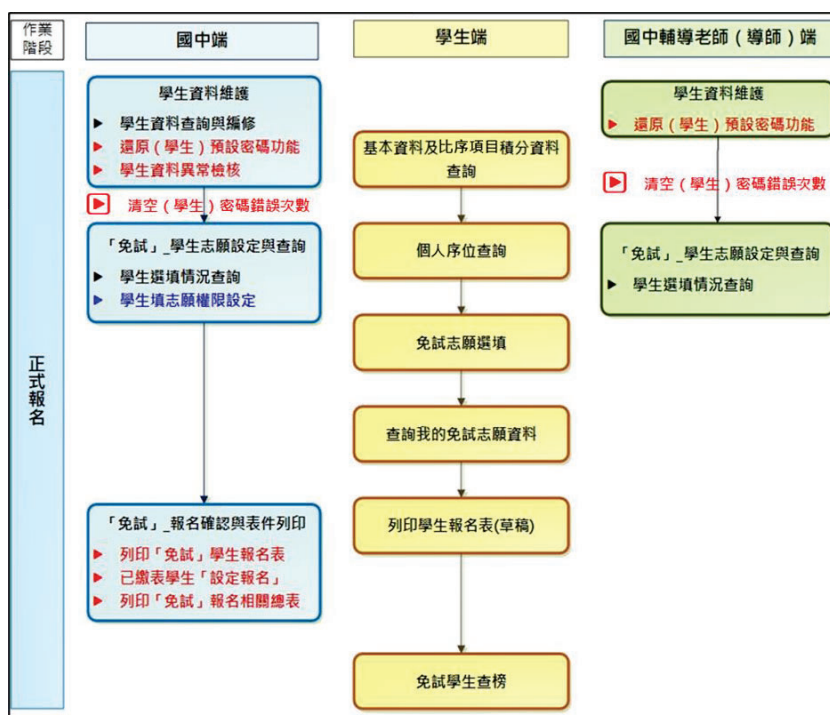 作業
階段
國中端
學生端
國中輔導老師(導師)端
正式報名
學生資料維護
學生資料查詢與編修
還原(學生)預設密碼功能
學生資料異常檢核
清空(學生)密碼錯誤次數
「免試」_學生志願設定與查詢
學生選填情況查詢
學生填志願權限設定
「免試」_報名確認與表件列印
列印「免試」學生報名表
已繳表學生「設定報名」
列印「免試」報名相關總表
基本資料及比序項目積分資料
查詢
個人序位查詢
免試志願選填
查詢我的免試志願資料
列印學生報名表(草稿)
免試學生查榜
學生資料維護
還原(學生)預設密碼功能
清空(學生)密碼錯誤次數
「免試」_學生志願設定與查詢
學生選填情況查詢